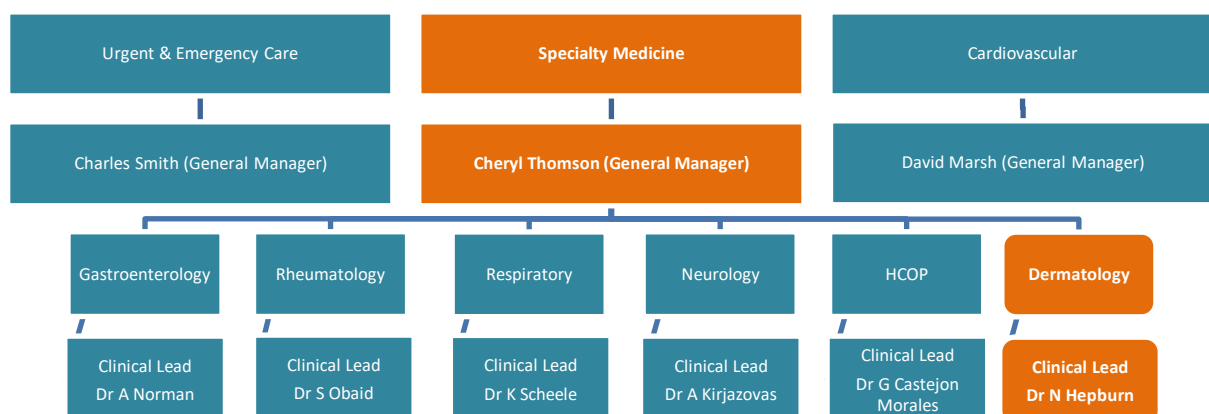 Urgent & Emergency Care
Specialty Medicine
Cardiovascular
Charles Smith (General Manager)
Cheryl Thomson (General Manager)
David Marsh (General Manager)
Gastroenterology
Rheumatology
Respiratory
Neurology
HCOP
Dermatology
Clinical Lead
Dr A Norman
Clinical Lead
Dr S Obaid
Clinical Lead
Dr K Scheele
Clinical Lead
Dr A Kirjazovas
Clinical Lead
Dr G Castejon
Morales
Clinical Lead
Dr N Hepburn